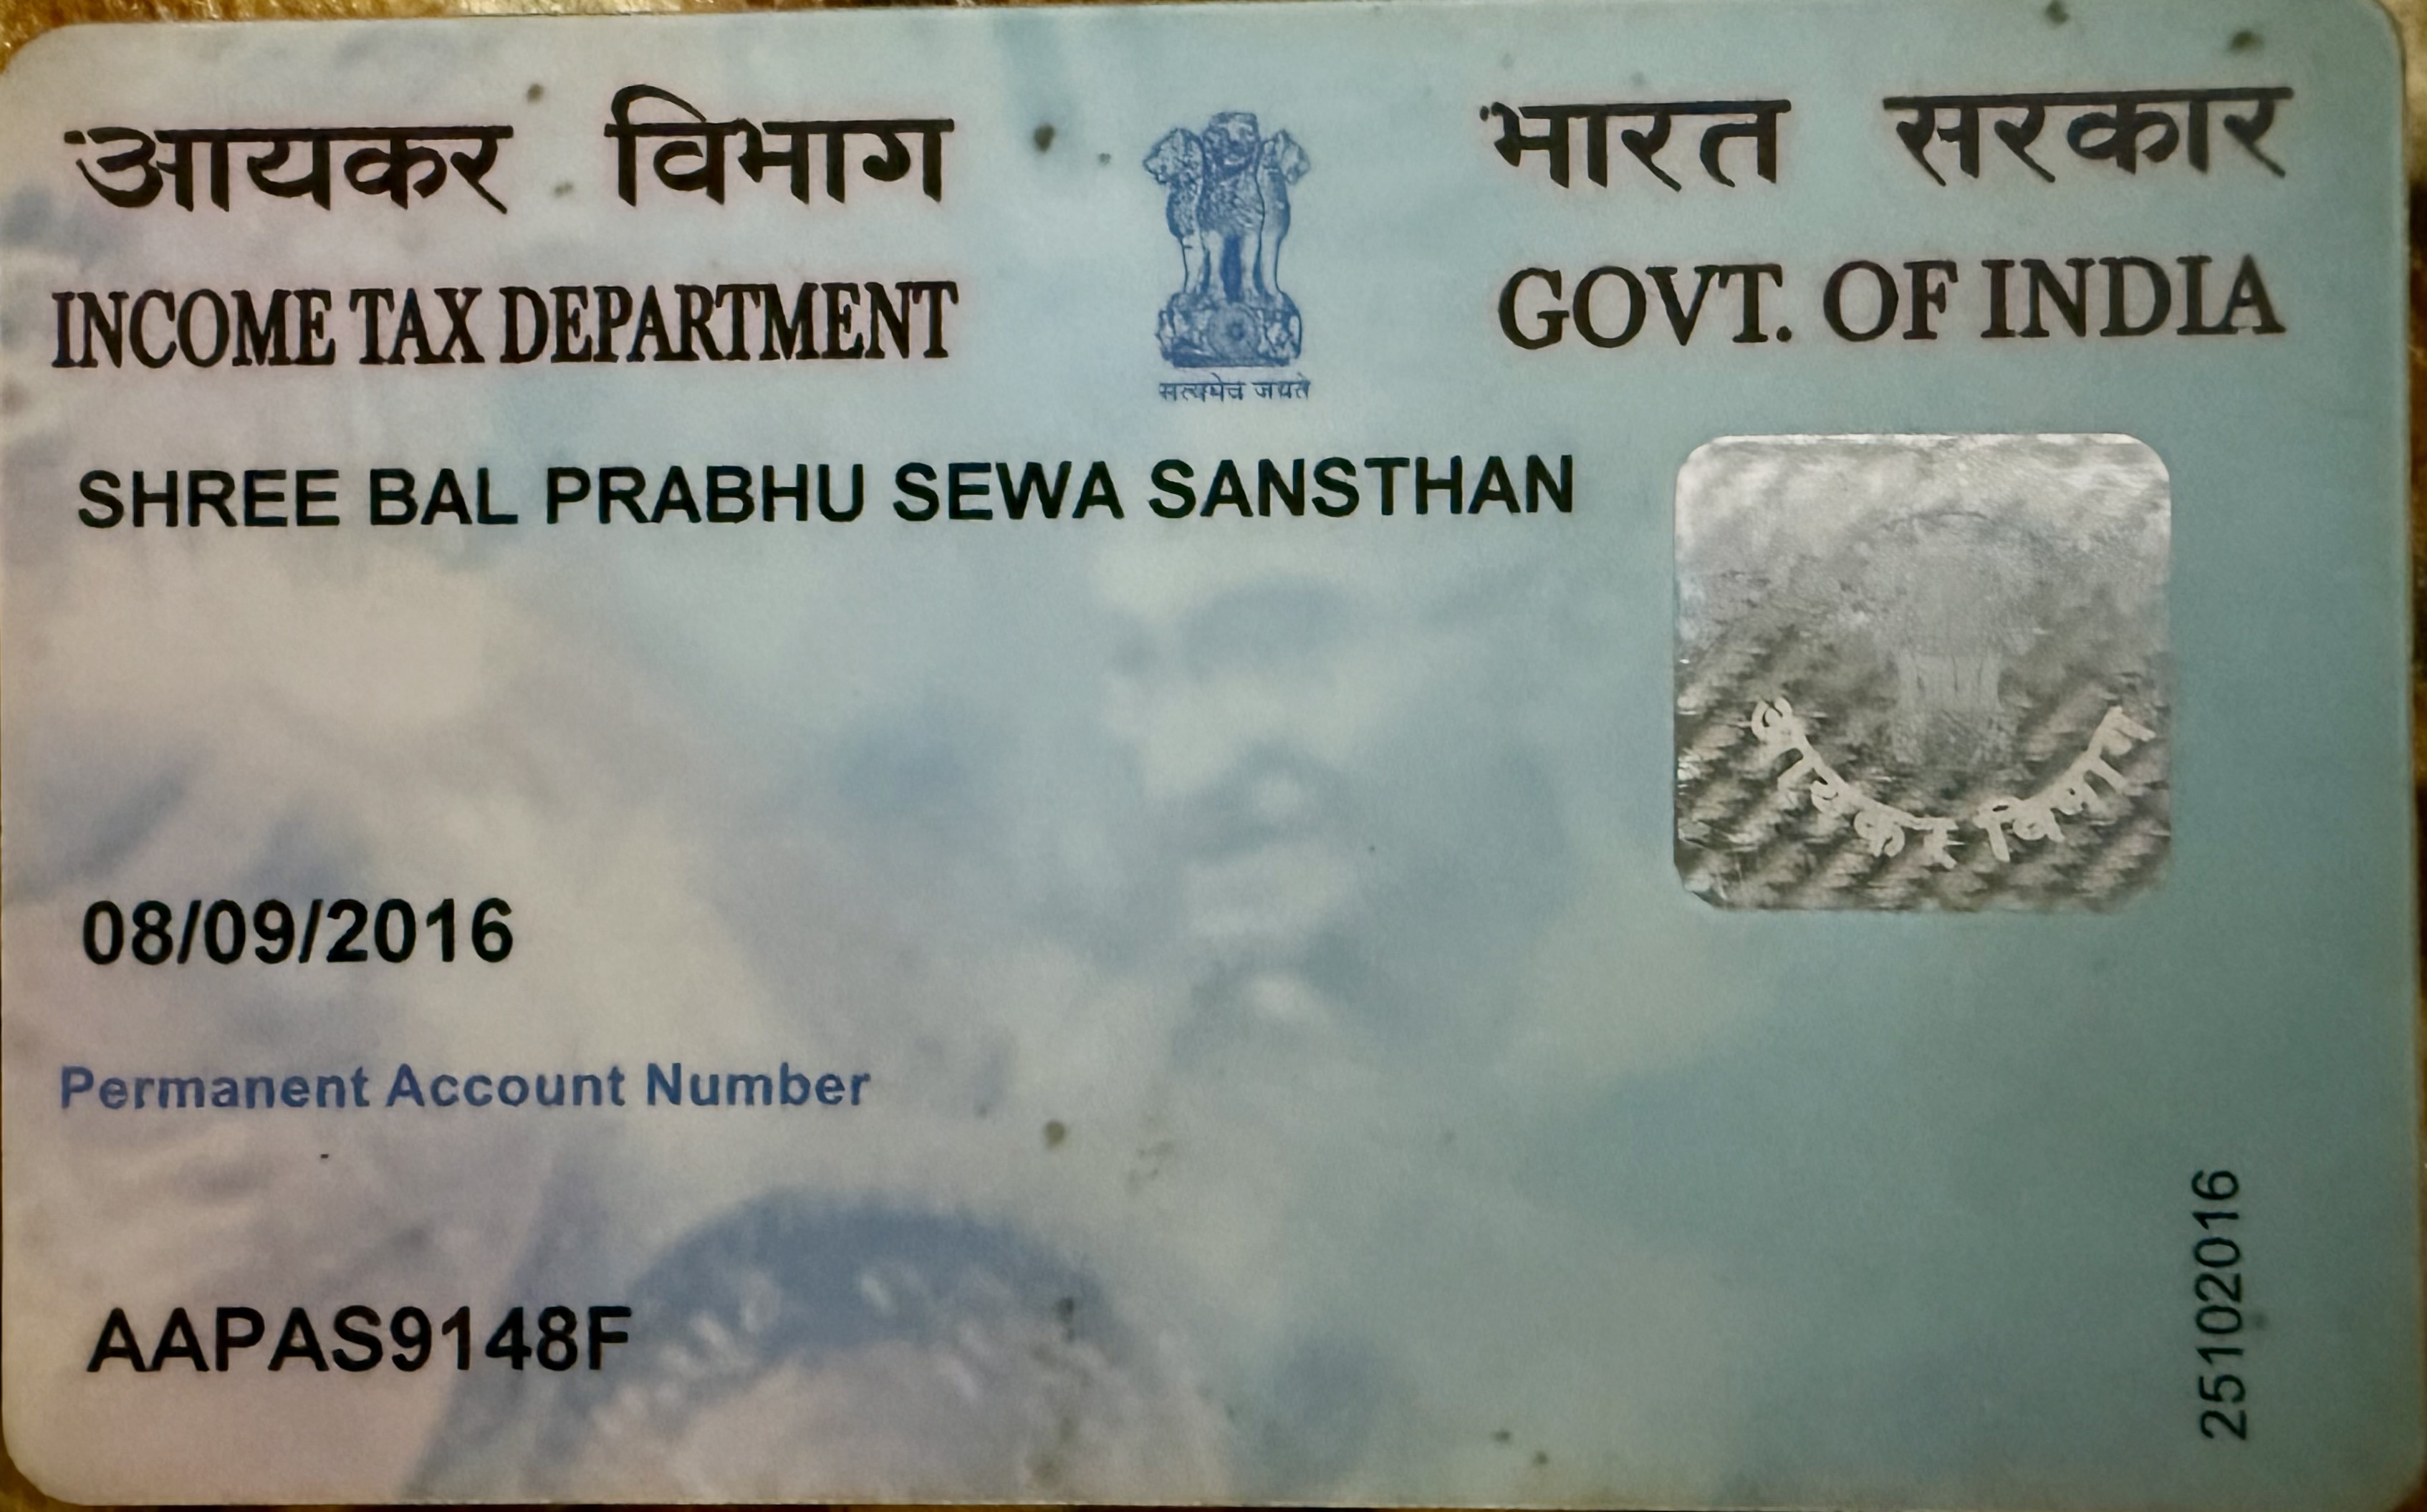 आयकर विभाग
INCOME TAX DEPARTMENT
सत्यमेव जयते
भारत सरकार
GOVT. OF INDIA
SHREE BAL PRABHU SEWA SANSTHAN
आयकर विभाग
08/09/2016
Permanent Account Number
AAPAS9148F
25102016